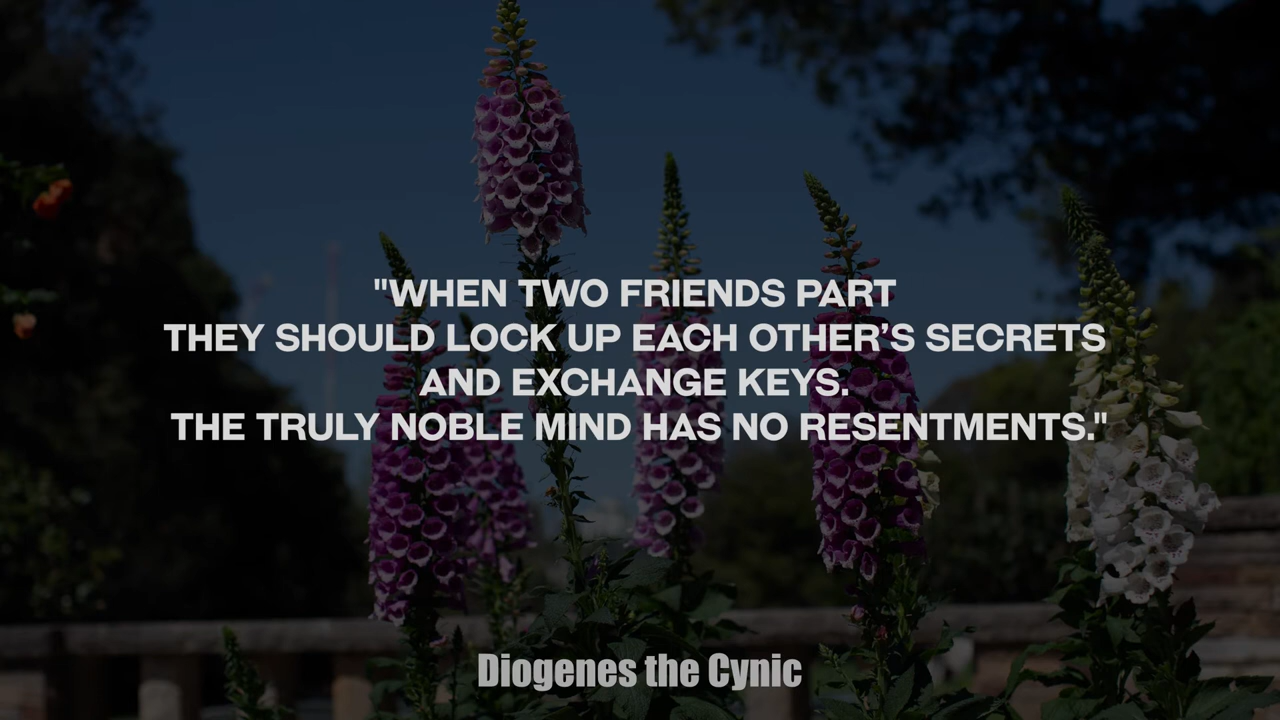 "WHEN TWO FRIENDS PART
THEY SHOULD LOCK UP EACH OTHER’S SECRETS
AND EXCHANGE KEYS.
THE TRULY NOBLE MIND HAS NO RESENTMENTS."
Diogenes the Cynic